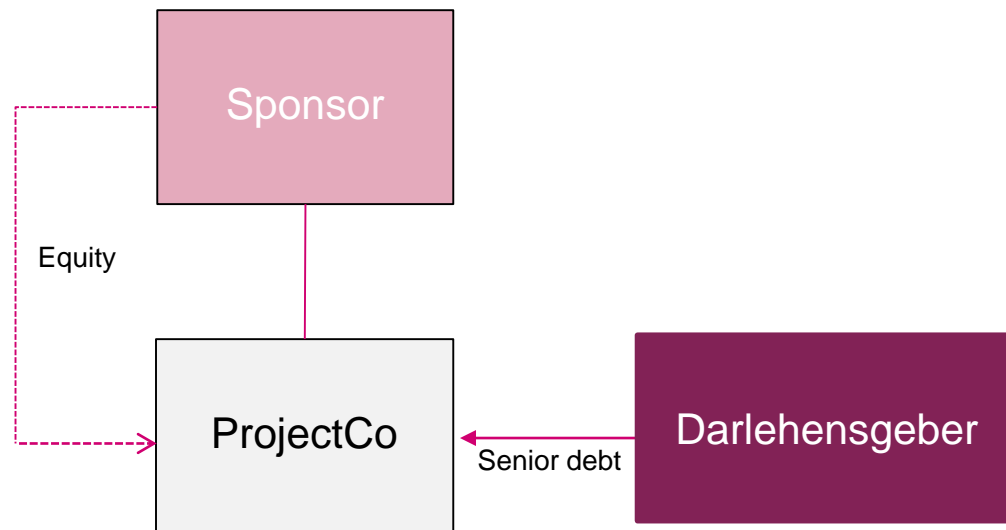 Sponsor
Equity
ProjectCo
Senior debt
Darlehensgeber